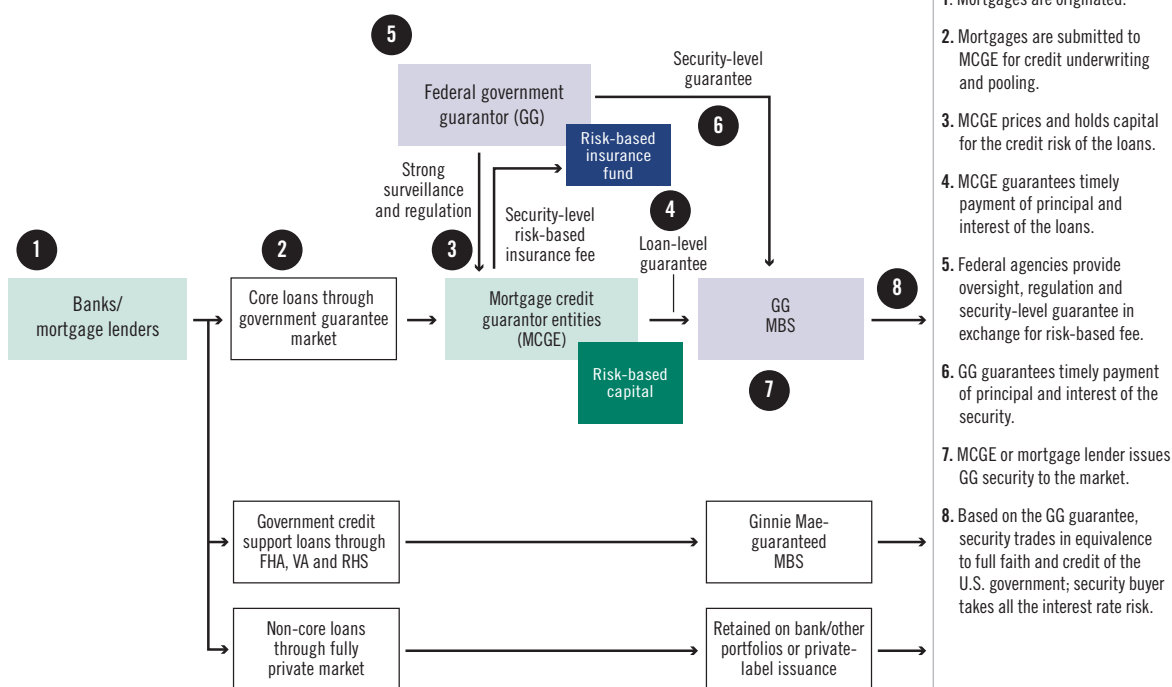 5
Federal government
guarantor (GG)
Security-level
guarantee
6
Risk-based
insurance
fund
Strong
surveillance
and regulation
Security-level
risk-based
insurance fee
4
Loan-level
guarantee
1
Banks/
mortgage lenders
2
Core loans through
government guarantee
market
3
Mortgage credit
guarantor entities
(MCGE)
Risk-based
capital
GG
MBS
7
8
Government credit
support loans through
FHA, VA and RHS
Ginnie Mae-
guaranteed
MBS
Non-core loans
through fully
private market
Retained on bank/other
portfolios or private-
label issuance
1. Mortgages are originated.
2. Mortgages are submitted to
MCGE for credit underwriting
and pooling.
3. MCGE prices and holds capital
for the credit risk of the loans.
4. MCGE guarantees timely
payment of principal and
interest of the loans.
5. Federal agencies provide
oversight, regulation and
security-level guarantee in
exchange for risk-based fee.
6. GG guarantees timely payment
of principal and interest of the
security.
7. MCGE or mortgage lender issues
GG security to the market.
8. Based on the GG guarantee,
security trades in equivalence
to full faith and credit of the
U.S. government; security buyer
takes all the interest rate risk.